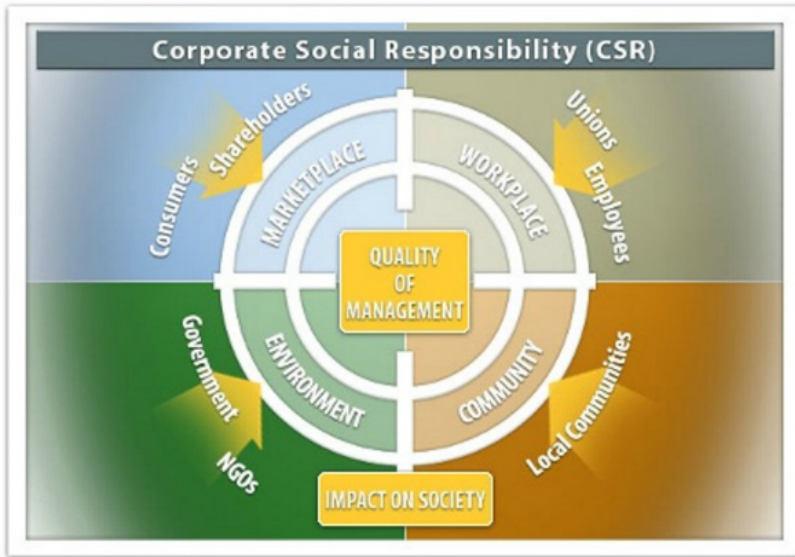 Corporate Social Responsibility (CSR)
Consumers
Shareholders
MARKETPLACE
WORKPLACE
Unions
Employees
QUALITY
OF
MANAGEMENT
Government
NGOs
ENVIRONMENT
COMMUNITY
Local Communities
IMPACT ON SOCIETY